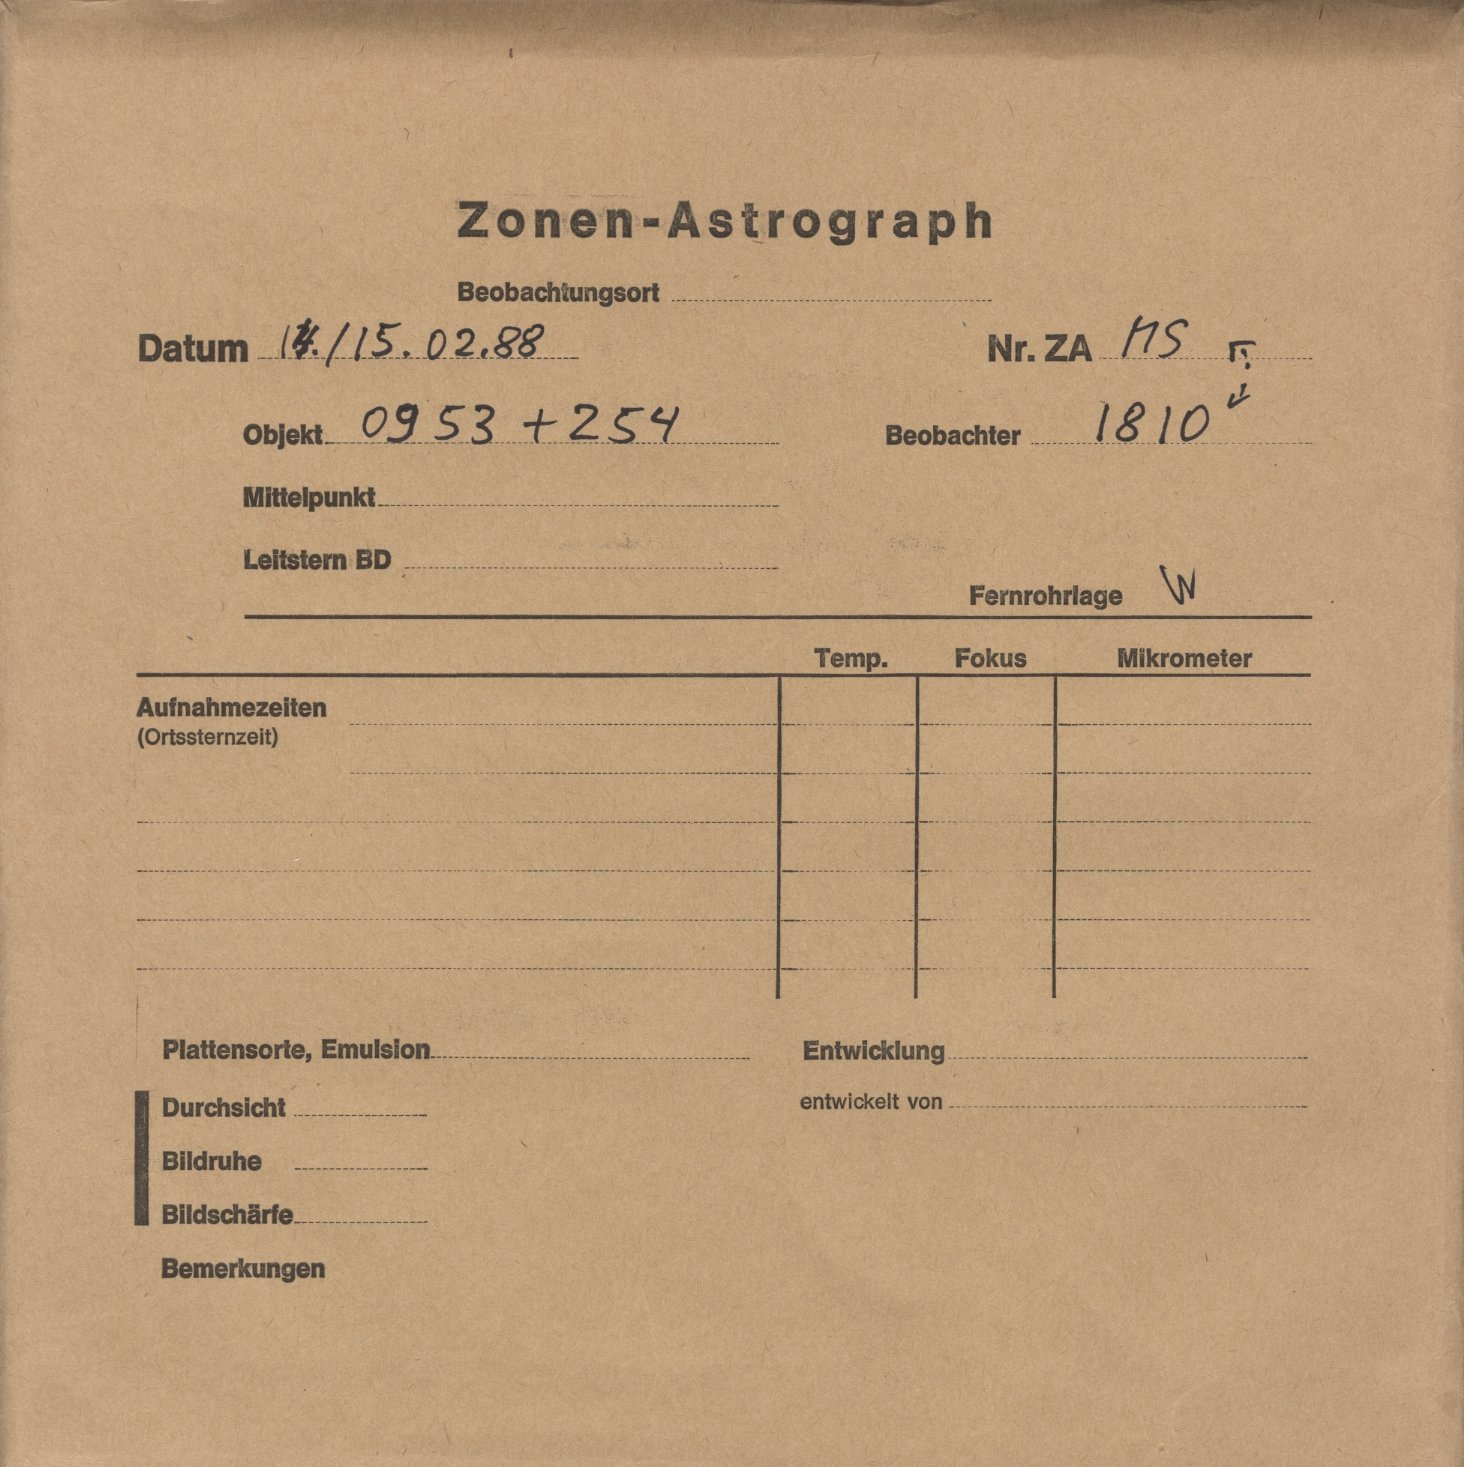 Zonen-Astrograph
Beobachtungsort
Datum 14./15.02.88 Nr. ZA MS
Objekt 0953+254 Beobachter 1810
Mittelpunkt
Leitstern BD
Fernrohrlage W
Temp. Fokus Mikrometer
Aufnahmezeiten
(Ortssternzeit)
Plattensorte, Emulsion Entwicklung
Durchsicht entwickelt von
Bildruhe
Bildschärfe
Bemerkungen